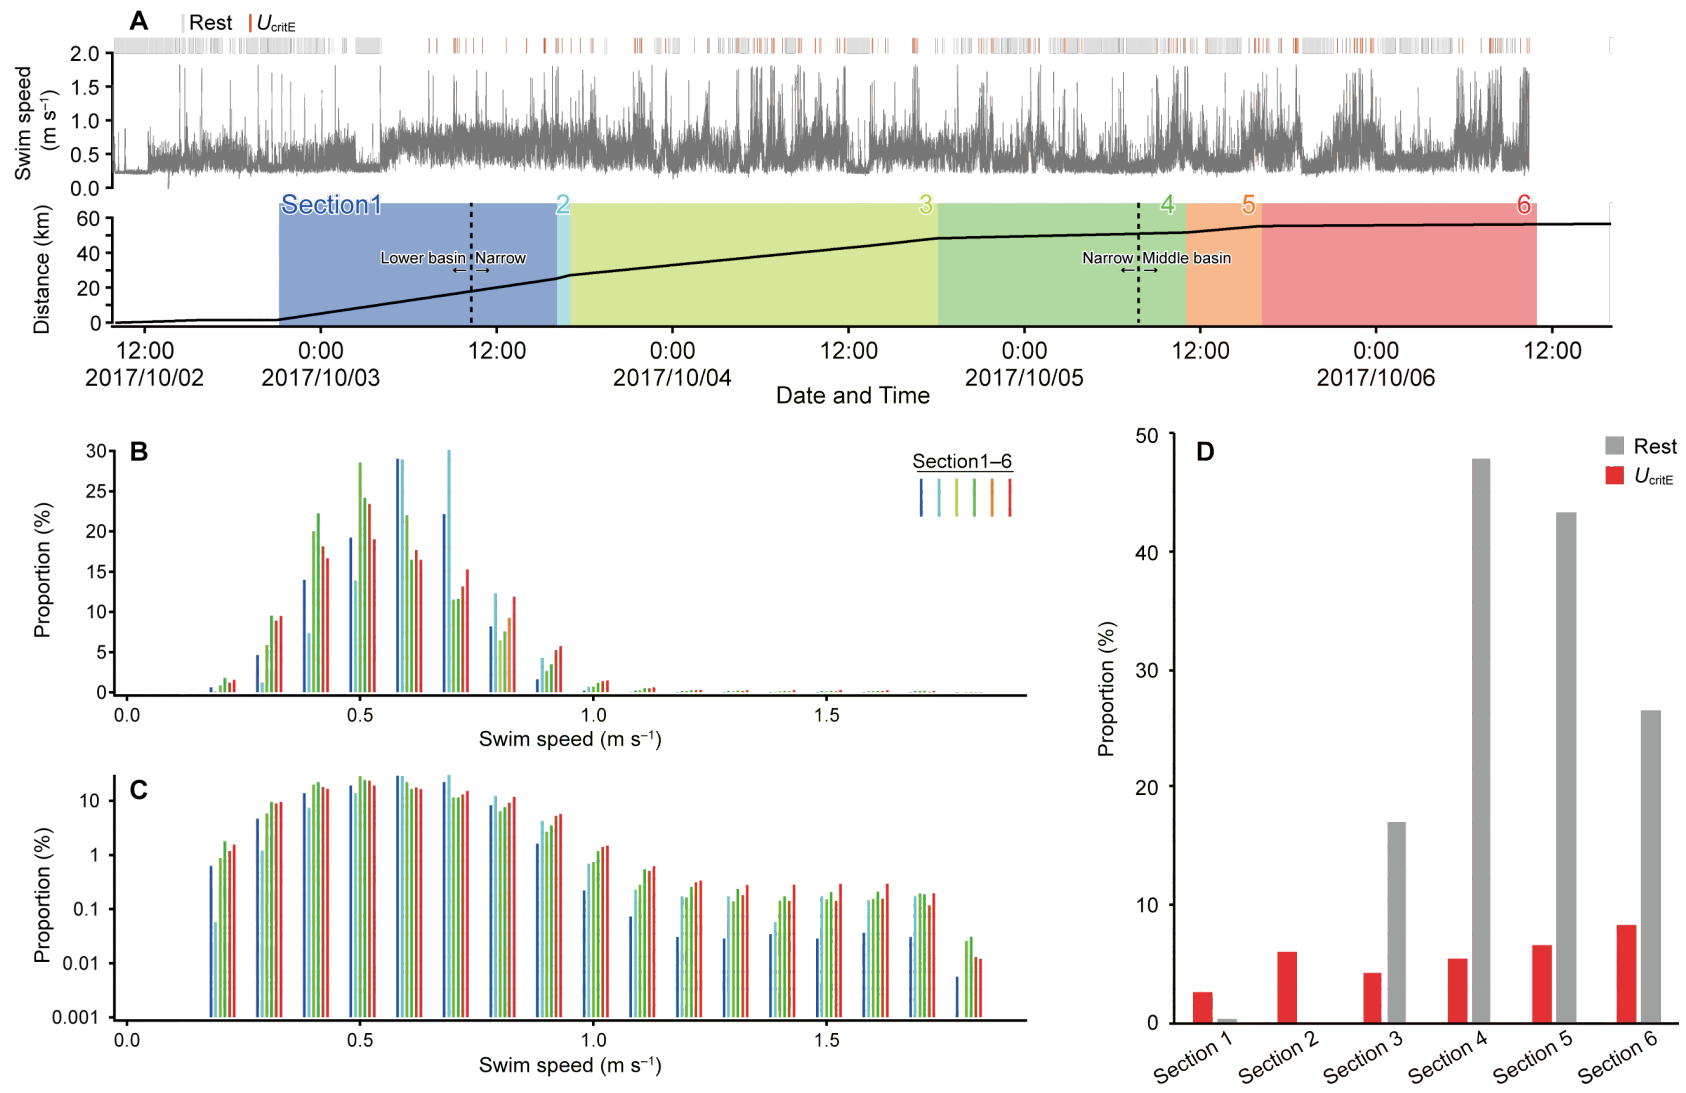 A
Rest
UcritE
2.0
1.5
1.0
0.5
0.0
Swim speed
(m s⁻¹)
Section1
2
3
4
5
6
60
40
20
0
Distance (km)
Lower basin
Narrow
← →
Narrow
Middle basin
← →
12:00
0:00
12:00
0:00
12:00
0:00
12:00
0:00
12:00
2017/10/02
2017/10/03
2017/10/04
2017/10/05
2017/10/06
Date and Time
B
30
25
20
15
10
5
0
Proportion (%)
Section1–6
0.0
0.5
1.0
1.5
Swim speed (m s⁻¹)
C
10
1
0.1
0.01
0.001
Proportion (%)
0.0
0.5
1.0
1.5
Swim speed (m s⁻¹)
D
Rest
UcritE
50
40
30
20
10
0
Proportion (%)
Section 1
Section 2
Section 3
Section 4
Section 5
Section 6